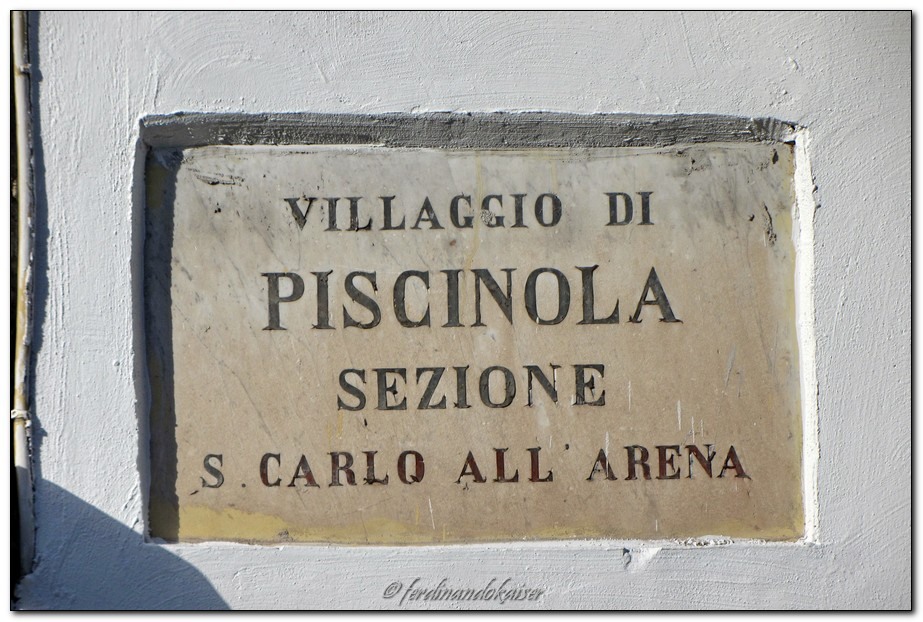 VILLAGGIO DI
PISCINOLA
SEZIONE
S. CARLO ALL' ARENA
© ferdinandokaiser